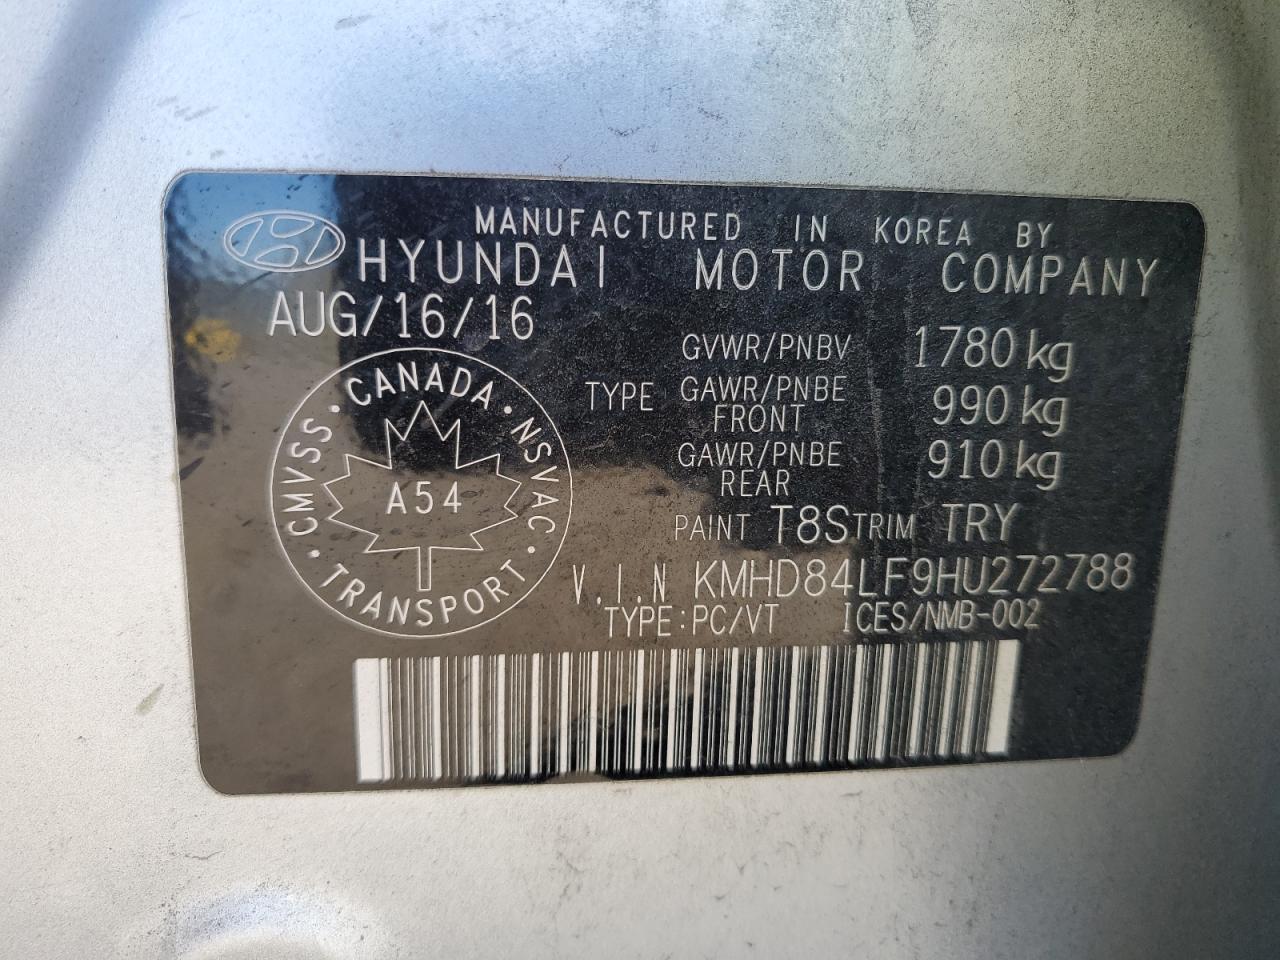 MANUFACTURED IN KOREA BY
HYUNDAI MOTOR COMPANY
AUG/16/16
GVWR/PNBV 1780 kg
TYPE GAWR/PNBE FRONT 990 kg
GAWR/PNBE REAR 910 kg
PAINT T8S TRIM TRY
V.I.N KMHD84LF9HU272788
TYPE:PC/VT ICES/NMB-002
CMVSS · CANADA · NSVAC · TRANSPORT ·
A54